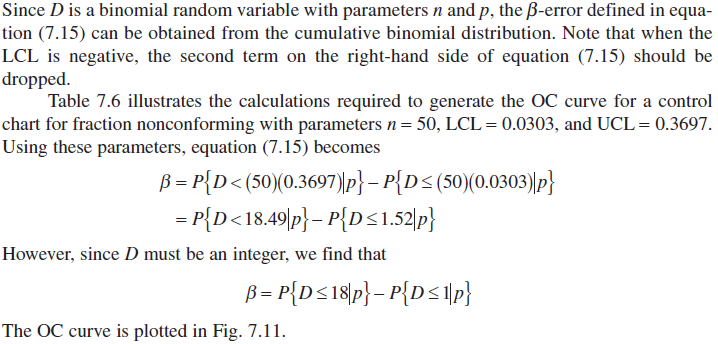 Since D is a binomial random variable with parameters n and p, the β-error defined in equa-
tion (7.15) can be obtained from the cumulative binomial distribution. Note that when the
LCL is negative, the second term on the right-hand side of equation (7.15) should be
dropped.
Table 7.6 illustrates the calculations required to generate the OC curve for a control
chart for fraction nonconforming with parameters n = 50, LCL = 0.0303, and UCL = 0.3697.
Using these parameters, equation (7.15) becomes
β = P{D < (50)(0.3697)|p} – P{D ≤ (50)(0.0303)|p}
= P{D < 18.49|p} – P{D ≤ 1.52|p}
However, since D must be an integer, we find that
β = P{D ≤ 18|p} – P{D ≤ 1|p}
The OC curve is plotted in Fig. 7.11.